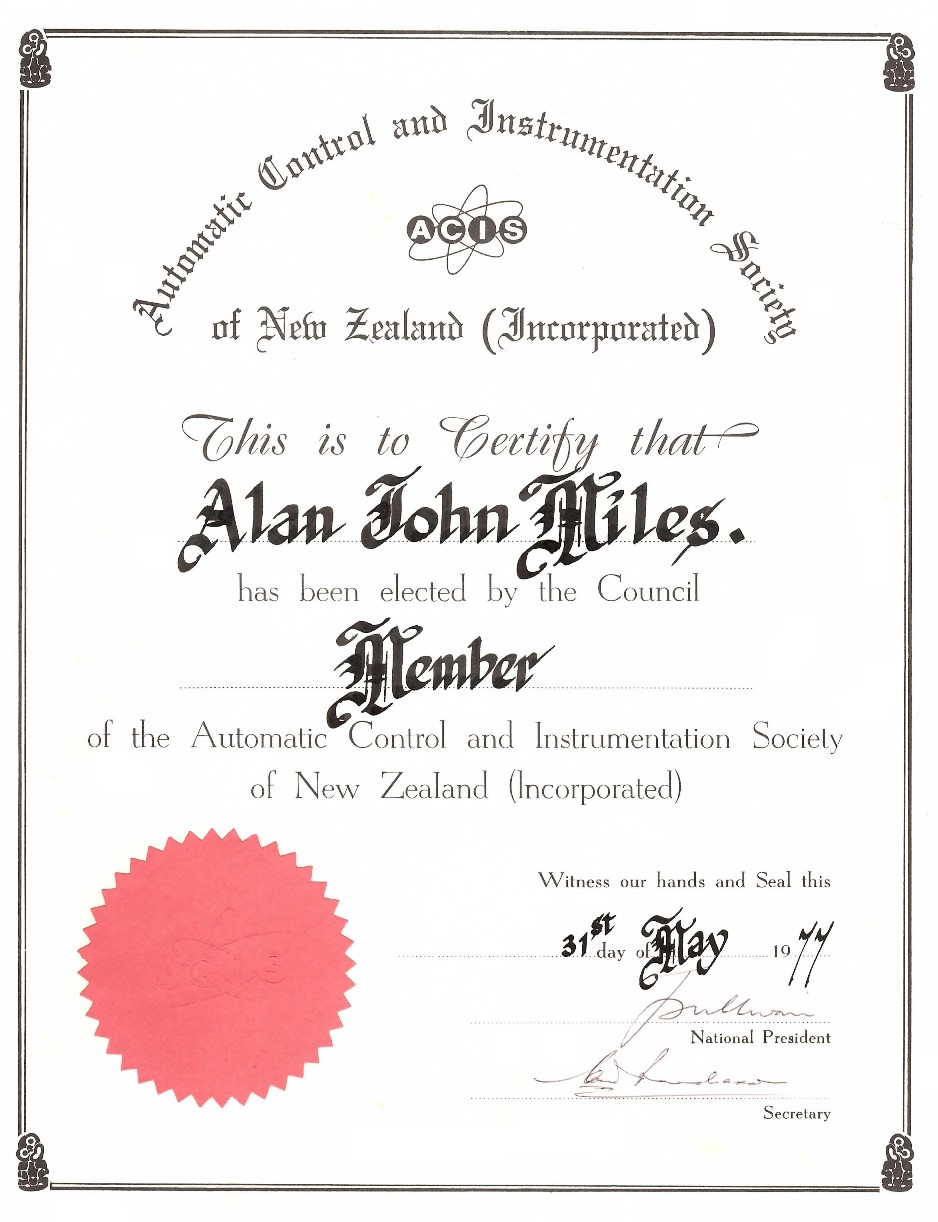 Automatic Control and Instrumentation Society
ACIS
of New Zealand (Incorporated)
This is to Certify that
Alan John Miles.
has been elected by the Council
Member
of the Automatic Control and Instrumentation Society
of New Zealand (Incorporated)
Witness our hands and Seal this
31st day of May 1977
National President
Secretary